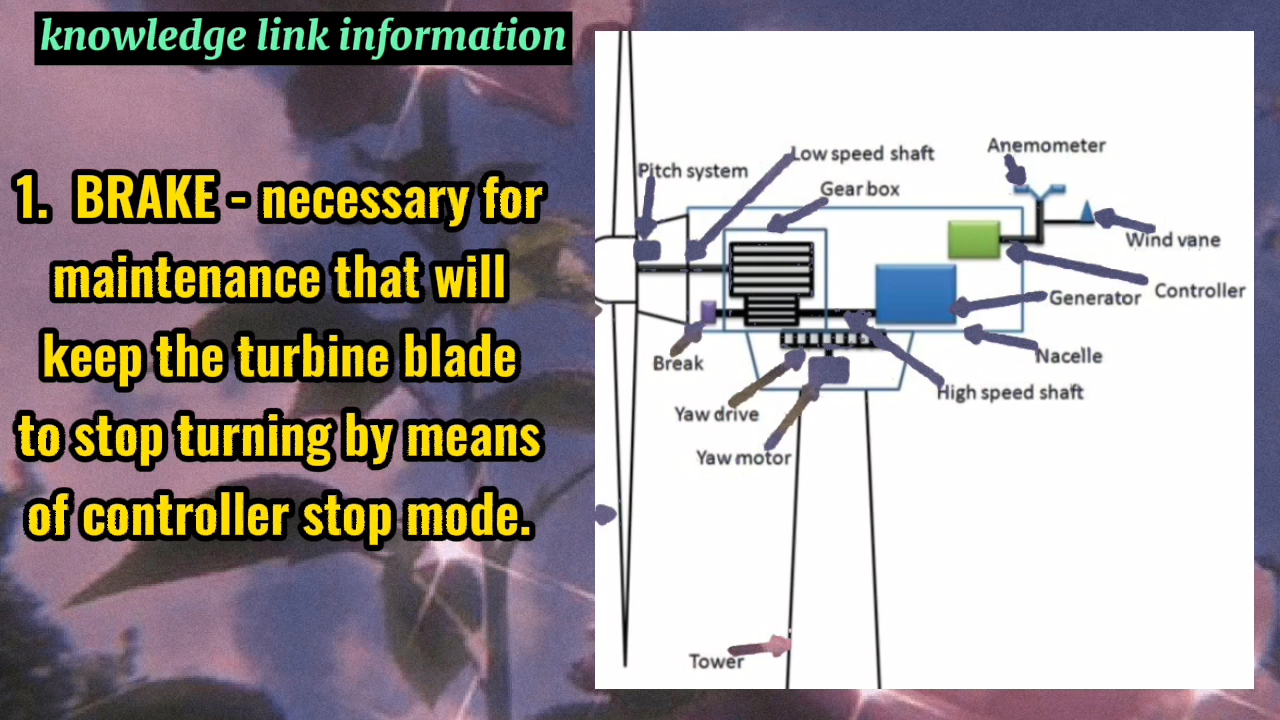 knowledge link information
1. BRAKE - necessary for
maintenance that will
keep the turbine blade
to stop turning by means
of controller stop mode.
Anemometer
Low speed shaft
Pitch system
Gear box
Wind vane
Controller
Generator
Nacelle
Break
High speed shaft
Yaw drive
Yaw motor
Tower